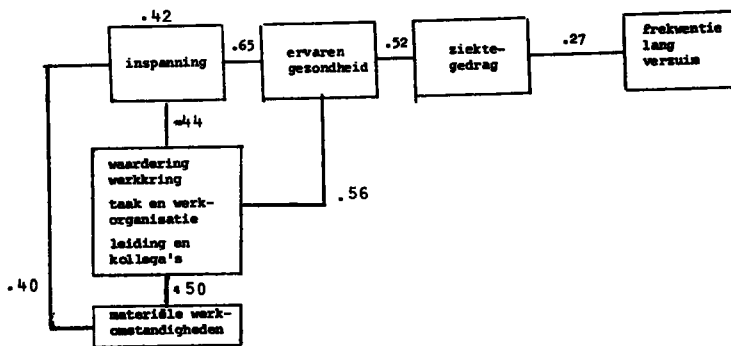 .42
inspanning
.65
ervaren
gezondheid
.52
ziekte-
gedrag
.27
frekwentie
lang
verzuim
.44
waardering
werkkring
taak en werk-
organisatie
leiding en
kollega's
.56
.50
.40
materiële werk-
omstandigheden